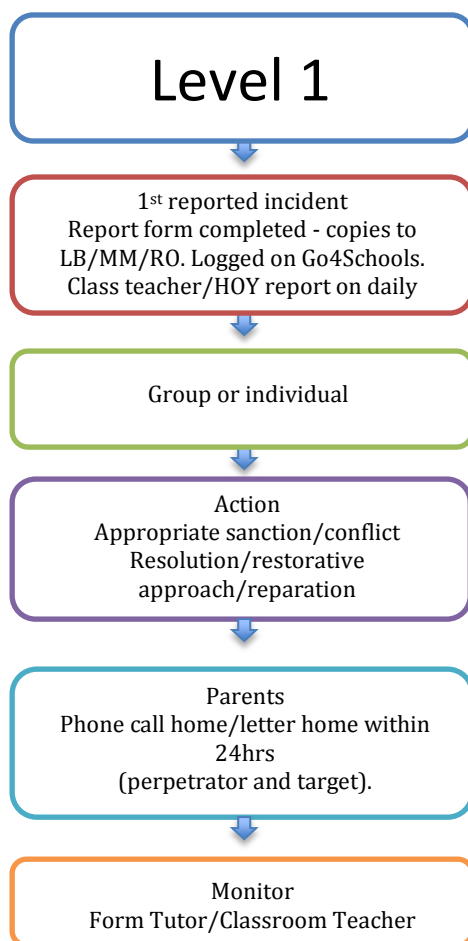 Level 1
1st reported incident
Report form completed - copies to
LB/MM/RO. Logged on Go4Schools.
Class teacher/HOY report on daily
Group or individual
Action
Appropriate sanction/conflict
Resolution/restorative
approach/reparation
Parents
Phone call home/letter home within
24hrs
(perpetrator and target).
Monitor
Form Tutor/Classroom Teacher